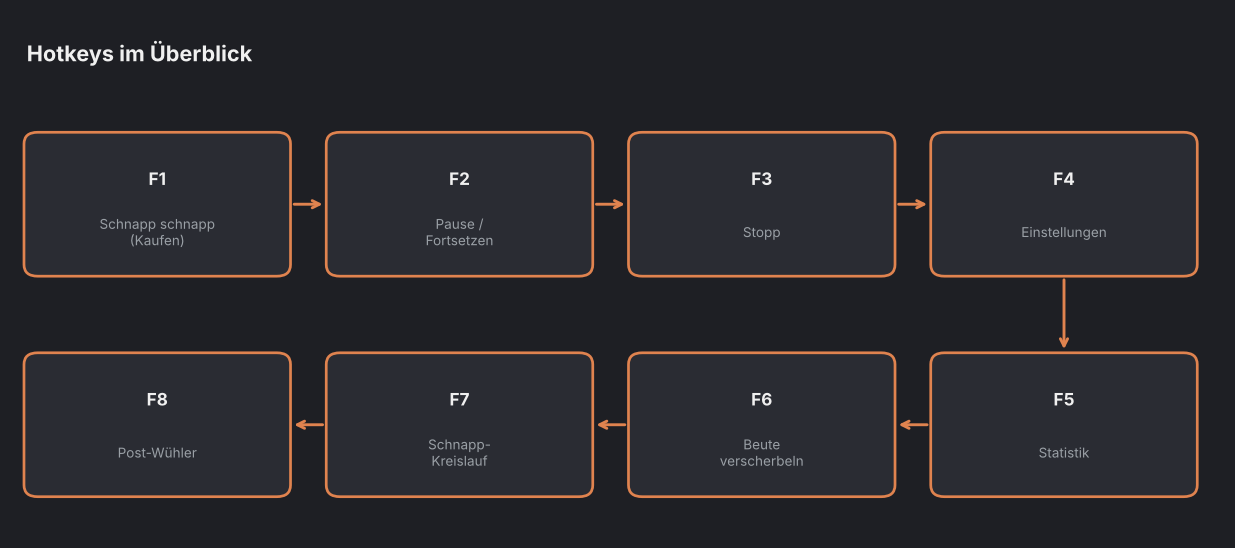 Hotkeys im Überblick
F1
Schnapp schnapp
(Kaufen)
F2
Pause /
Fortsetzen
F3
Stopp
F4
Einstellungen
F5
Statistik
F6
Beute
verscherbeln
F7
Schnapp-
Kreislauf
F8
Post-Wühler